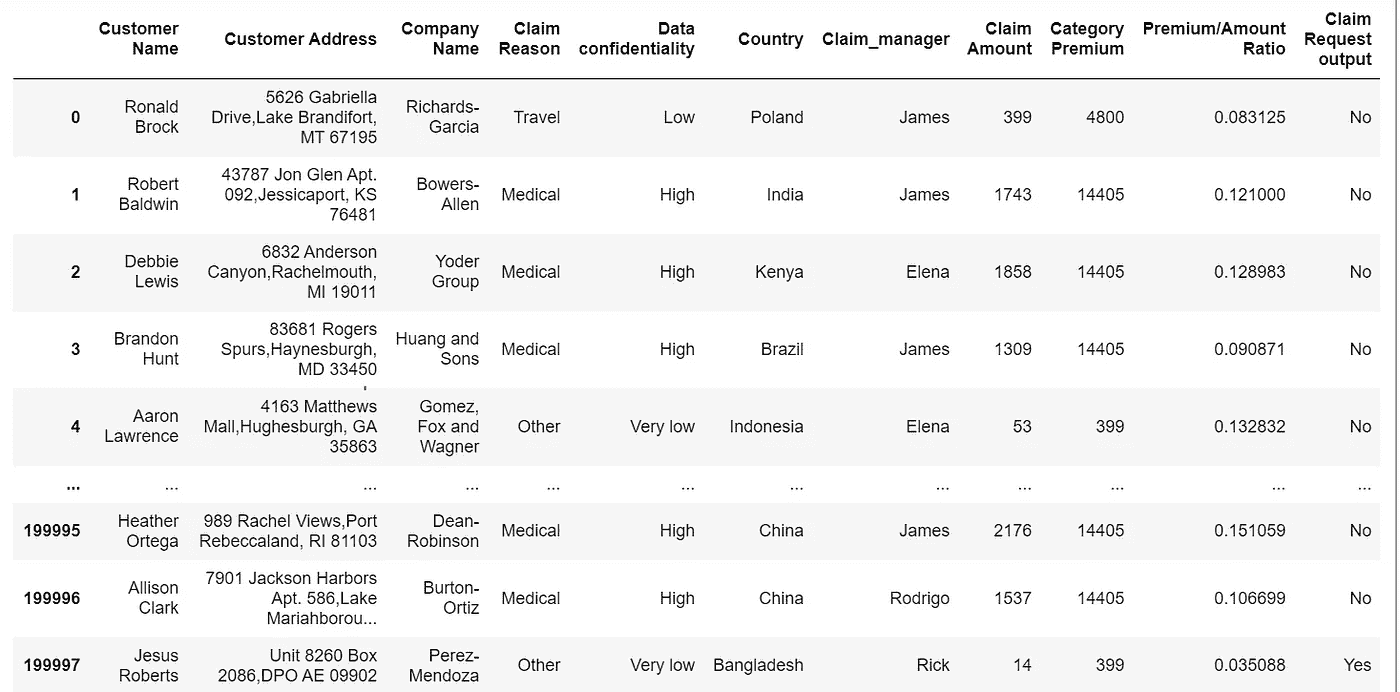 Customer Name Customer Address Company Name Claim Reason Data confidentiality Country Claim_manager Claim Amount Category Premium Premium/Amount Ratio Claim Request output
0 Ronald Brock 5626 Gabriella Drive,Lake Brandifort, MT 67195 Richards-Garcia Travel Low Poland James 399 4800 0.083125 No
1 Robert Baldwin 43787 Jon Glen Apt. 092,Jessicaport, KS 76481 Bowers-Allen Medical High India James 1743 14405 0.121000 No
2 Debbie Lewis 6832 Anderson Canyon,Rachelmouth, MI 19011 Yoder Group Medical High Kenya Elena 1858 14405 0.128983 No
3 Brandon Hunt 83681 Rogers Spurs,Haynesburgh, MD 33450 Huang and Sons Medical High Brazil James 1309 14405 0.090871 No
4 Aaron Lawrence 4163 Matthews Mall,Hughesburgh, GA 35863 Gomez, Fox and Wagner Other Very low Indonesia Elena 53 399 0.132832 No
... ... ... ... ... ... ... ... ... ... ... ...
199995 Heather Ortega 989 Rachel Views,Port Rebeccaland, RI 81103 Dean-Robinson Medical High China James 2176 14405 0.151059 No
199996 Allison Clark 7901 Jackson Harbors Apt. 586,Lake Mariahborou... Burton-Ortiz Medical High China Rodrigo 1537 14405 0.106699 No
199997 Jesus Roberts Unit 8260 Box 2086,DPO AE 09902 Perez-Mendoza Other Very low Bangladesh Rick 14 399 0.035088 Yes